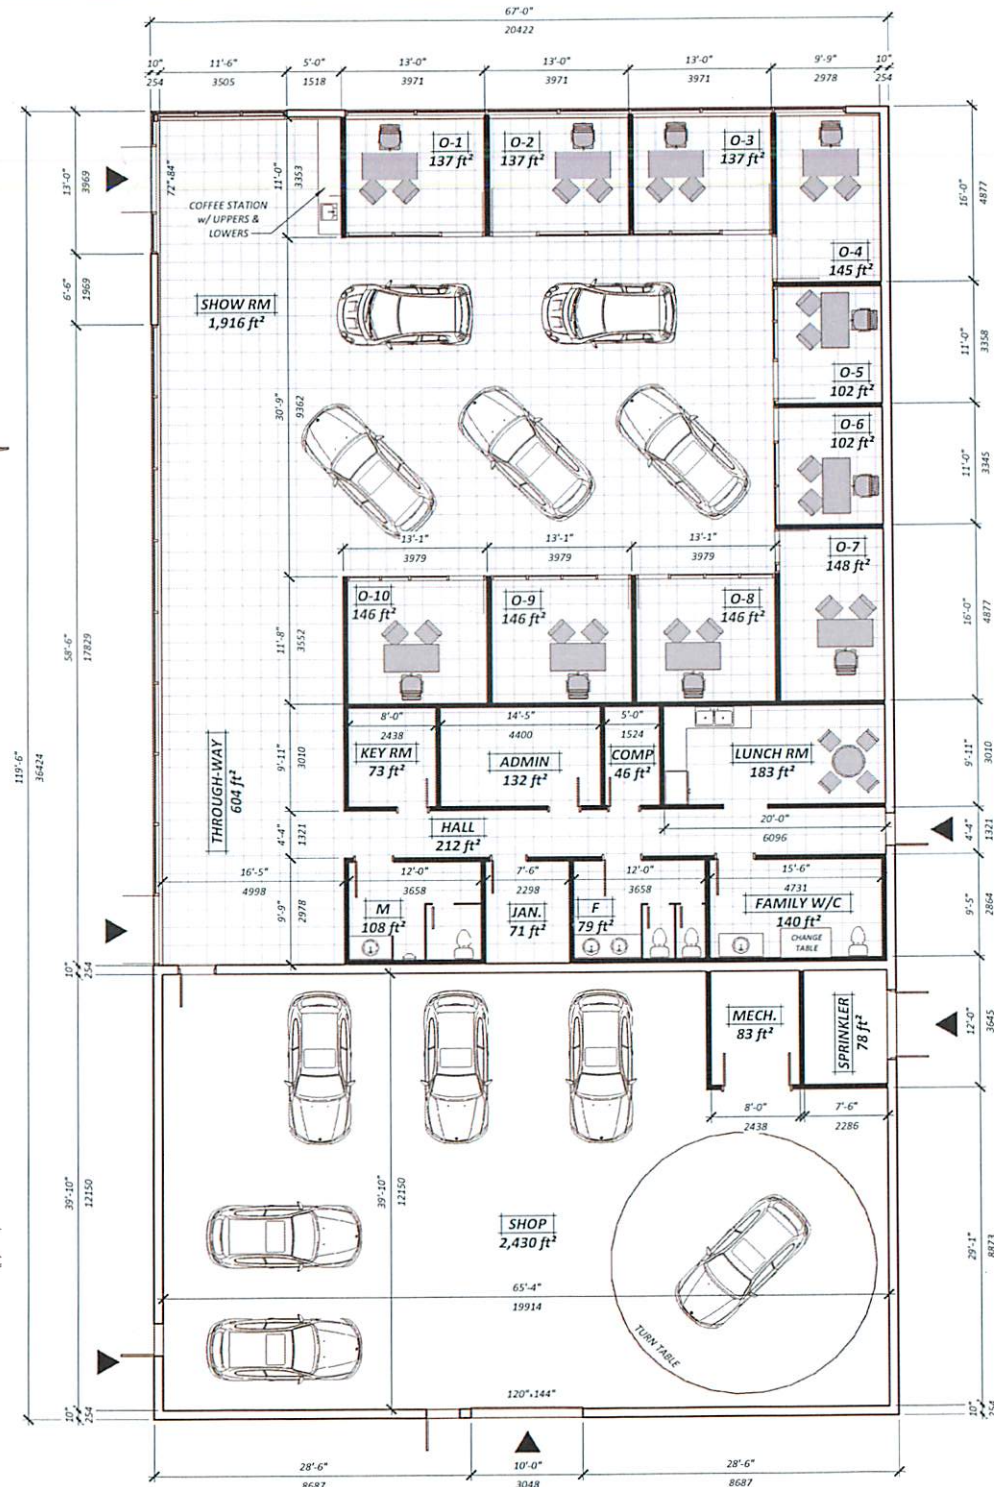 67'-0"
20422
10" 11'-6" 5'-0" 13'-0" 13'-0" 13'-0" 9'-9" 10"
254 3505 1518 3971 3971 3971 2978 254
O-1
137 ft²
O-2
137 ft²
O-3
137 ft²
72"x84"
11'-0"
3353
13'-0"
3969
16'-0"
4877
COFFEE STATION
w/ UPPERS &
LOWERS
O-4
145 ft²
6'-6"
1969
SHOW RM
1,916 ft²
11'-0"
3358
O-5
102 ft²
30'-9"
9362
O-6
102 ft²
11'-0"
3345
13'-1" 13'-1" 13'-1"
3979 3979 3979
O-7
148 ft²
O-10
146 ft²
O-9
146 ft²
O-8
146 ft²
16'-0"
4877
11'-8"
3552
58'-6"
17829
119'-6"
36424
8'-0" 14'-5" 5'-0"
2438 4400 1524
KEY RM
73 ft²
ADMIN
132 ft²
COMP
46 ft²
LUNCH RM
183 ft²
9'-11"
3010
9'-11"
3010
THROUGH-WAY
604 ft²
HALL
212 ft²
20'-0"
6096
4'-4"
1321
4'-4"
1321
16'-5" 12'-0" 7'-6" 12'-0" 15'-6"
4998 3658 2298 3658 4731
9'-9"
2978
M
108 ft²
JAN.
71 ft²
F
79 ft²
FAMILY W/C
140 ft²
CHANGE
TABLE
9'-5"
2864
10"
254
10"
254
MECH.
83 ft²
SPRINKLER
78 ft²
12'-0"
3645
8'-0" 7'-6"
2438 2286
39'-10"
12150
39'-10"
12150
SHOP
2,430 ft²
29'-1"
8873
65'-4"
19914
TURN TABLE
120"x144"
10"
254
10"
254
28'-6" 10'-0" 28'-6"
8687 3048 8687